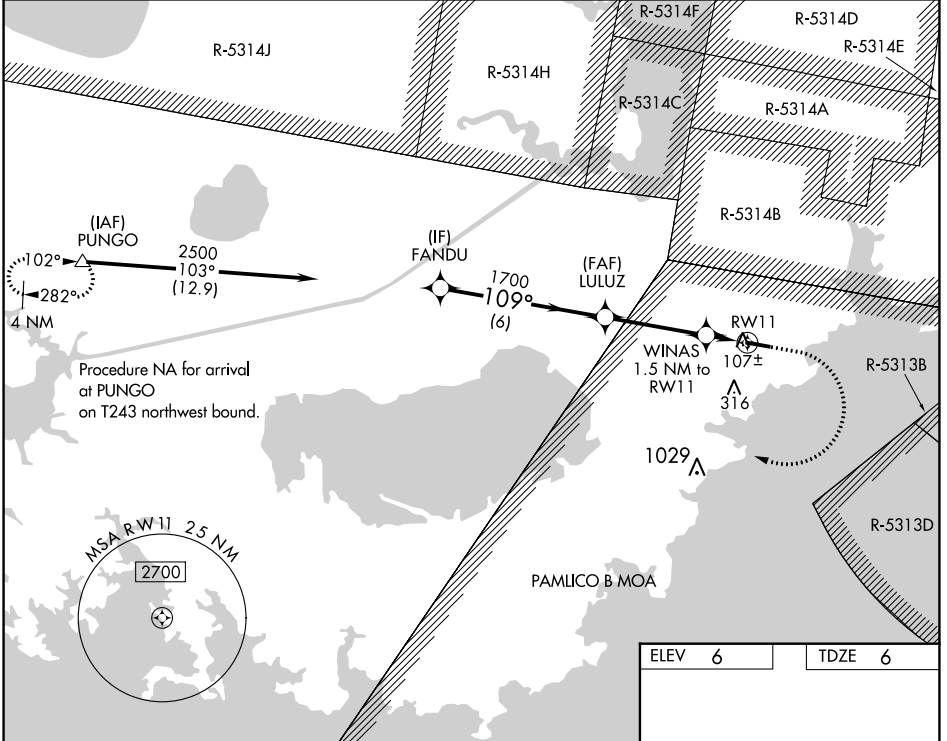 R-5314F
R-5314D
R-5314J
R-5314E
R-5314H
R-5314C
R-5314A
R-5314B
(IAF)
PUNGO
102°
282°
4 NM
2500
103°
(12.9)
(IF)
FANDU
1700
109°
(6)
(FAF)
LULUZ
WINAS
1.5 NM to
RW11
RW11
107±
316
1029
R-5313B
R-5313D
Procedure NA for arrival
at PUNGO
on T243 northwest bound.
MSA RW11 25 NM
2700
PAMLICO B MOA
ELEV 6
TDZE 6